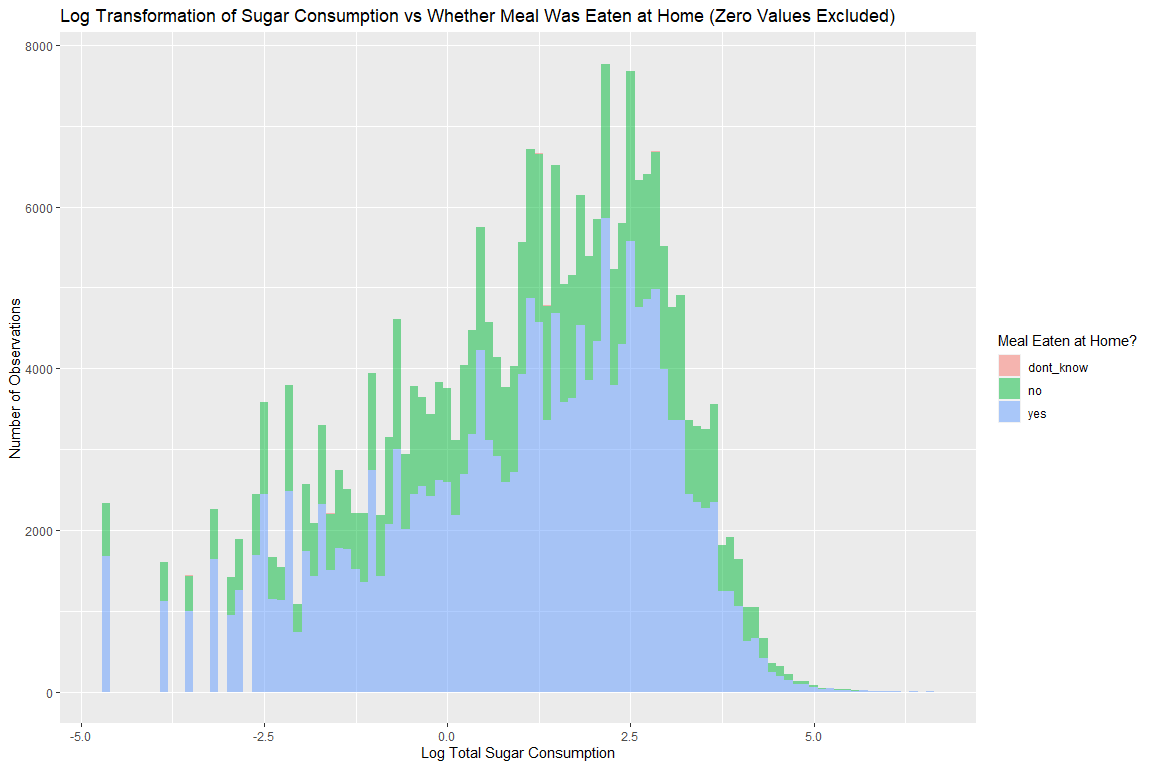 Log Transformation of Sugar Consumption vs Whether Meal Was Eaten at Home (Zero Values Excluded)
8000
6000
4000
2000
0
Number of Observations
-5.0
-2.5
0.0
2.5
5.0
Log Total Sugar Consumption
Meal Eaten at Home?
dont_know
no
yes